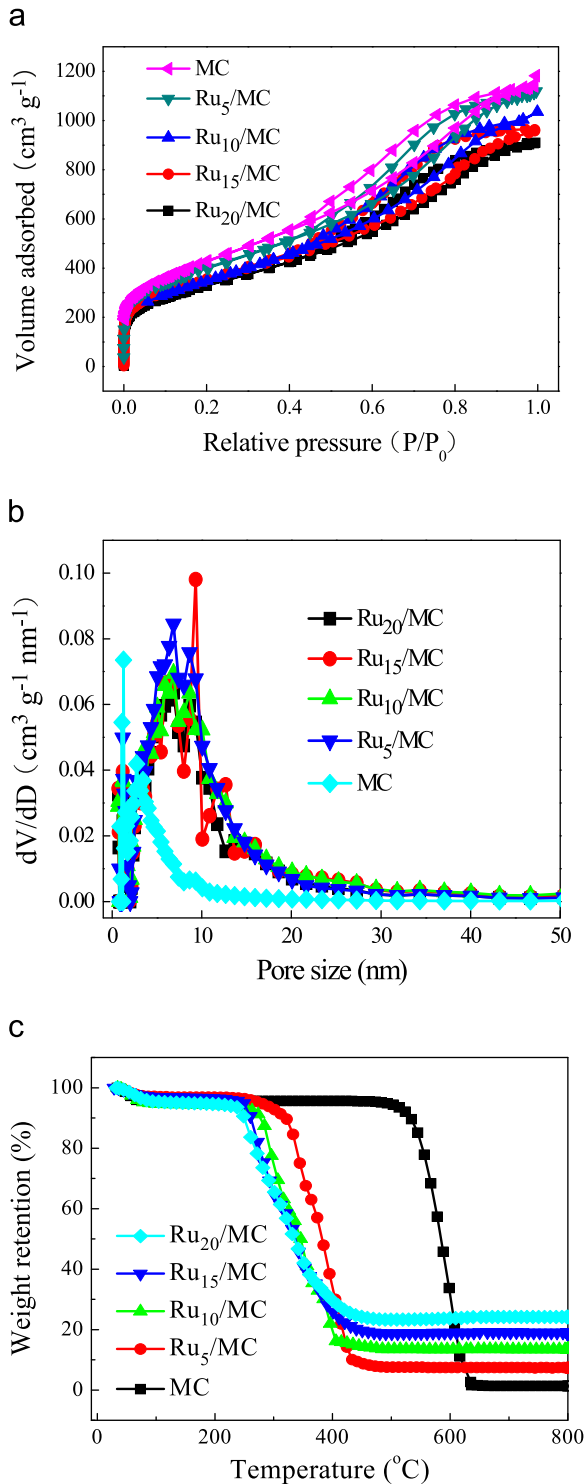 a
MC
Ru5/MC
Ru10/MC
Ru15/MC
Ru20/MC
Volume adsorbed (cm³ g⁻¹)
1200
1000
800
600
400
200
0
0.0 0.2 0.4 0.6 0.8 1.0
Relative pressure (P/P0)
b
Ru20/MC
Ru15/MC
Ru10/MC
Ru5/MC
MC
dV/dD (cm³ g⁻¹ nm⁻¹)
0.10
0.08
0.06
0.04
0.02
0.00
0 10 20 30 40 50
Pore size (nm)
c
Weight retention (%)
100
80
60
40
20
0
Ru20/MC
Ru15/MC
Ru10/MC
Ru5/MC
MC
0 200 400 600 800
Temperature (°C)